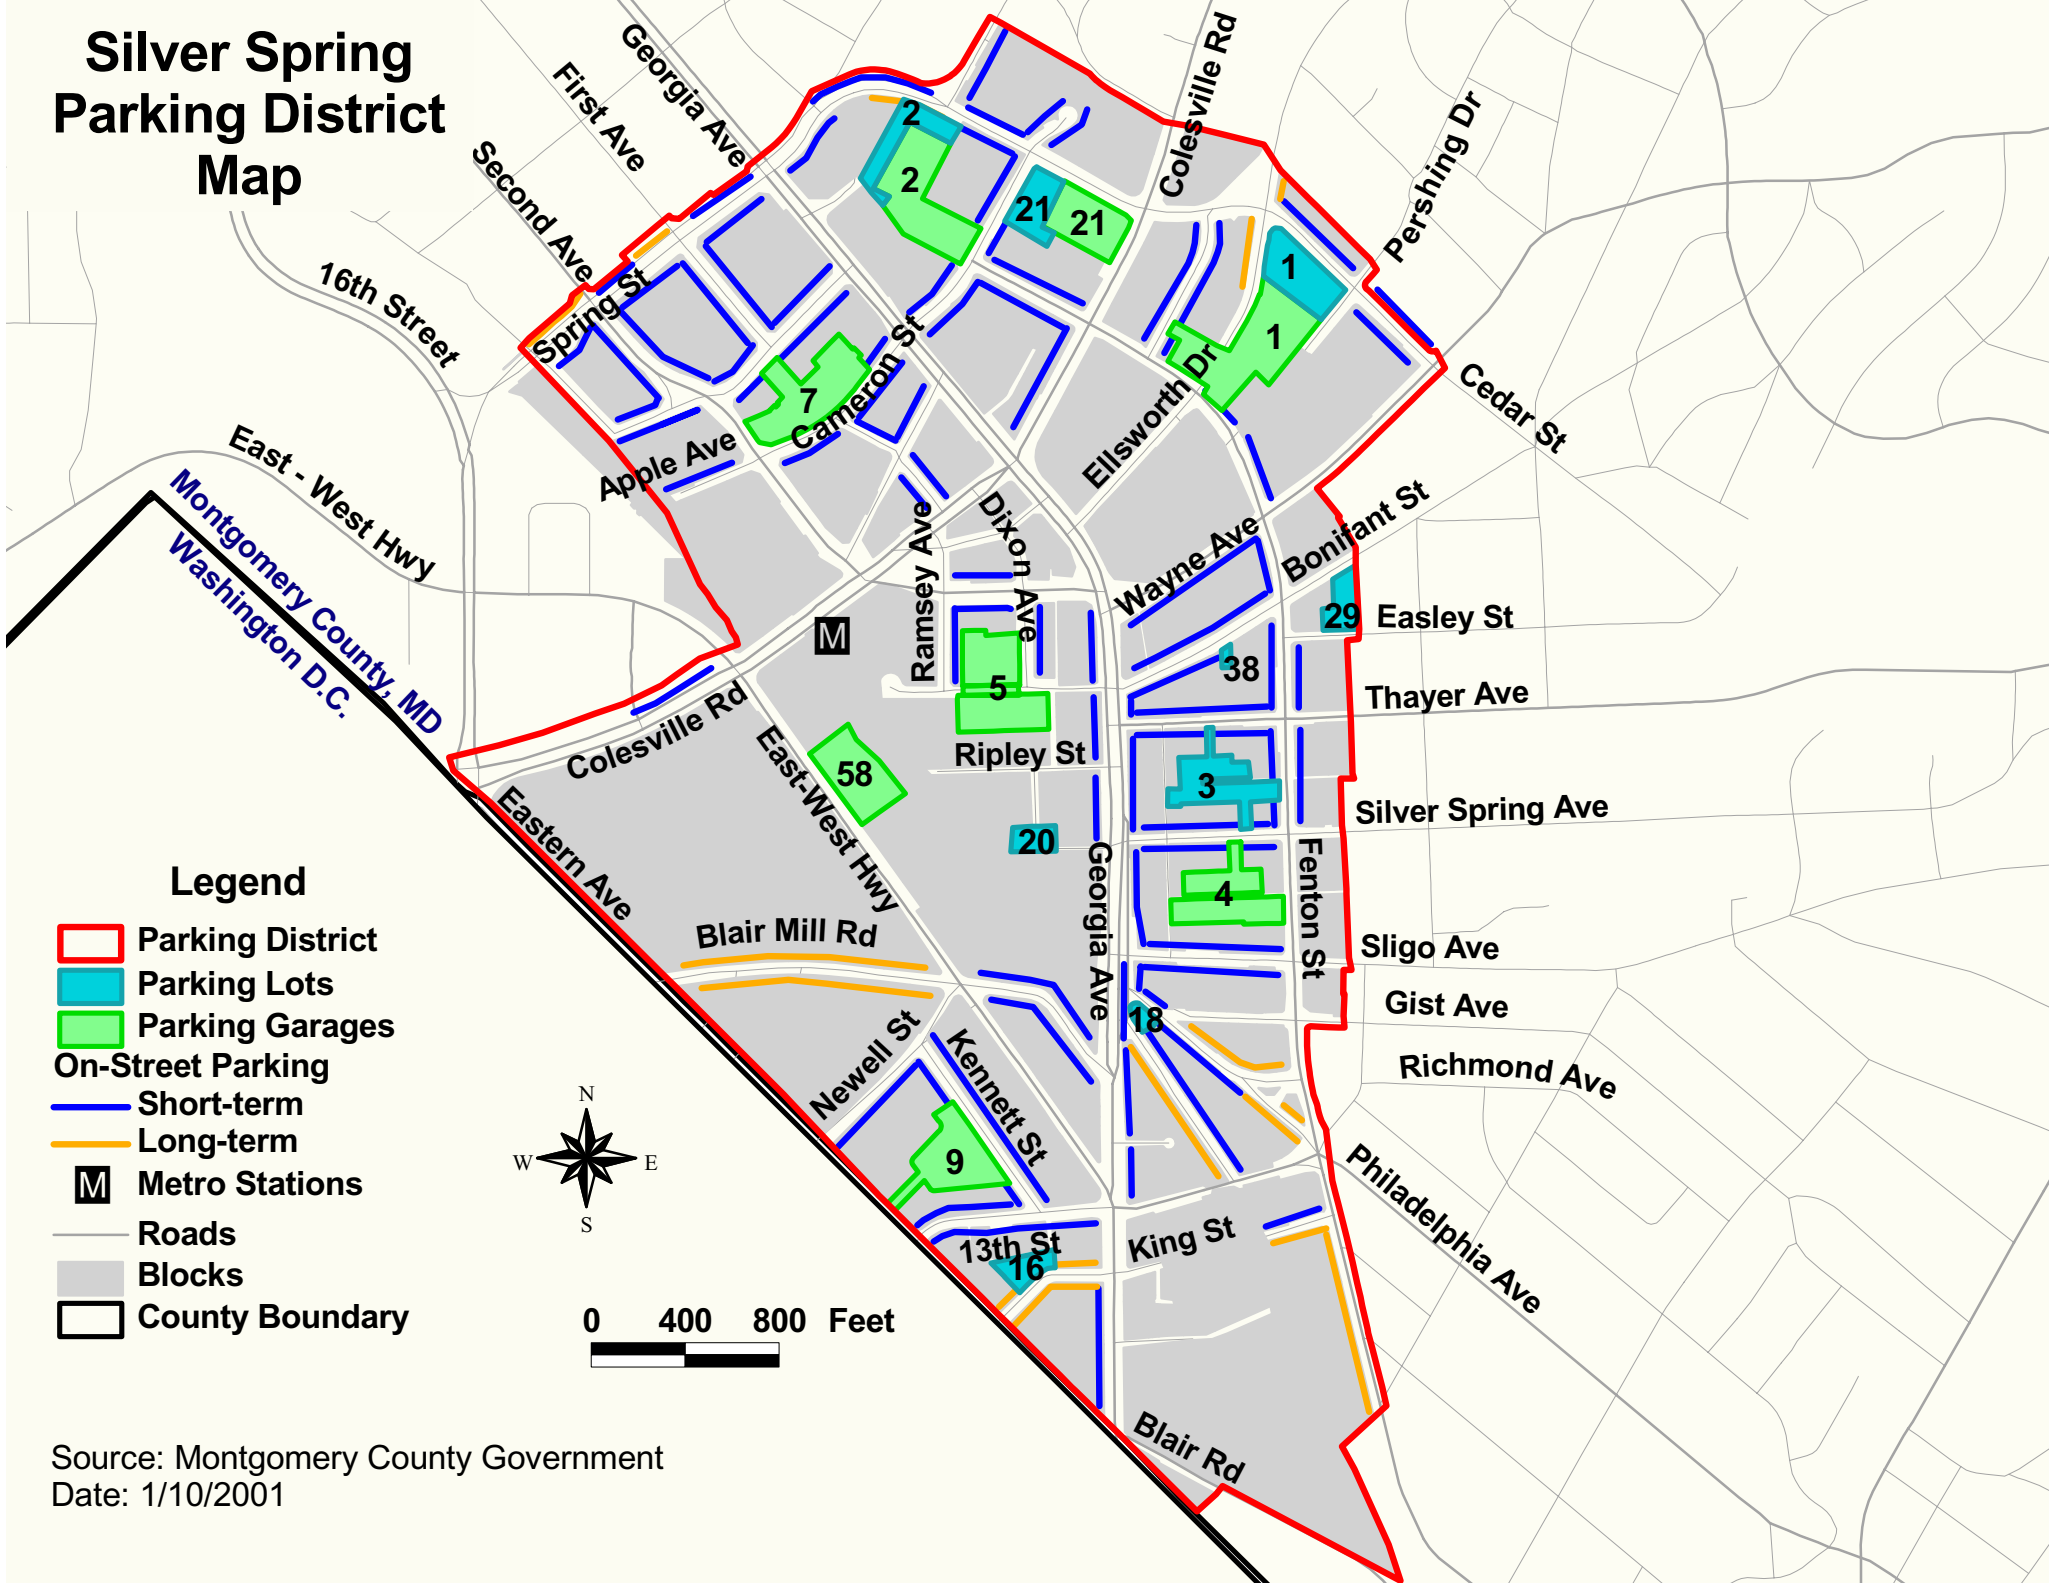 Silver Spring
Parking District
Map
Georgia Ave
First Ave
Second Ave
16th Street
Spring St
Colesville Rd
Pershing Dr
2
2
21
21
1
1
7
Cameron St
Apple Ave
Ellsworth Dr
Cedar St
East - West Hwy
Montgomery County, MD
Washington D.C.
Ramsey Ave
Dixon Ave
Wayne Ave
Bonifant St
29
Easley St
M
38
5
Thayer Ave
Colesville Rd
East-West Hwy
Ripley St
58
3
Silver Spring Ave
20
Eastern Ave
Georgia Ave
Fenton St
4
Blair Mill Rd
Sligo Ave
18
Gist Ave
Newell St
Kennett St
Richmond Ave
9
Philadelphia Ave
13th St
King St
16
Blair Rd
Legend
Parking District
Parking Lots
Parking Garages
On-Street Parking
Short-term
Long-term
M Metro Stations
Roads
Blocks
County Boundary
N
W E
S
0 400 800 Feet
Source: Montgomery County Government
Date: 1/10/2001